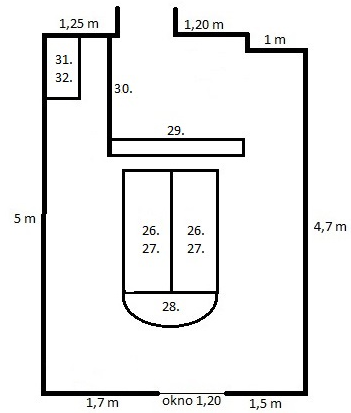 1,25 m
1,20 m
1 m
31.
32.
30.
29.
5 m
26.
27.
26.
27.
4,7 m
28.
1,7 m
okno 1,20
1,5 m